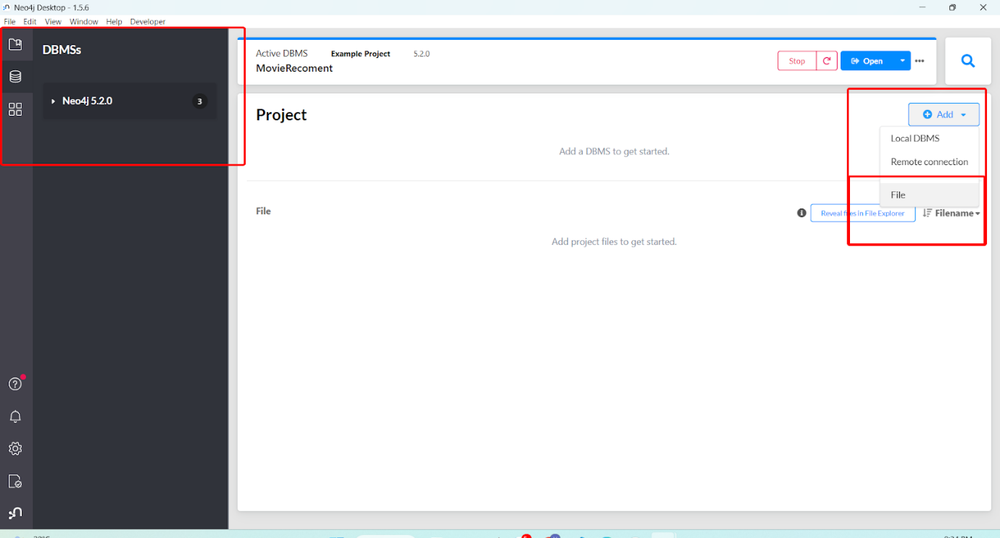 Neo4j Desktop - 1.5.6
File Edit View Window Help Developer
DBMSs
Neo4j 5.2.0 3
Active DBMS Example Project 5.2.0
MovieRecoment
Stop Open
Project
Add
Local DBMS
Remote connection
File
Add a DBMS to get started.
File
Reveal files in File Explorer Filename
Add project files to get started.